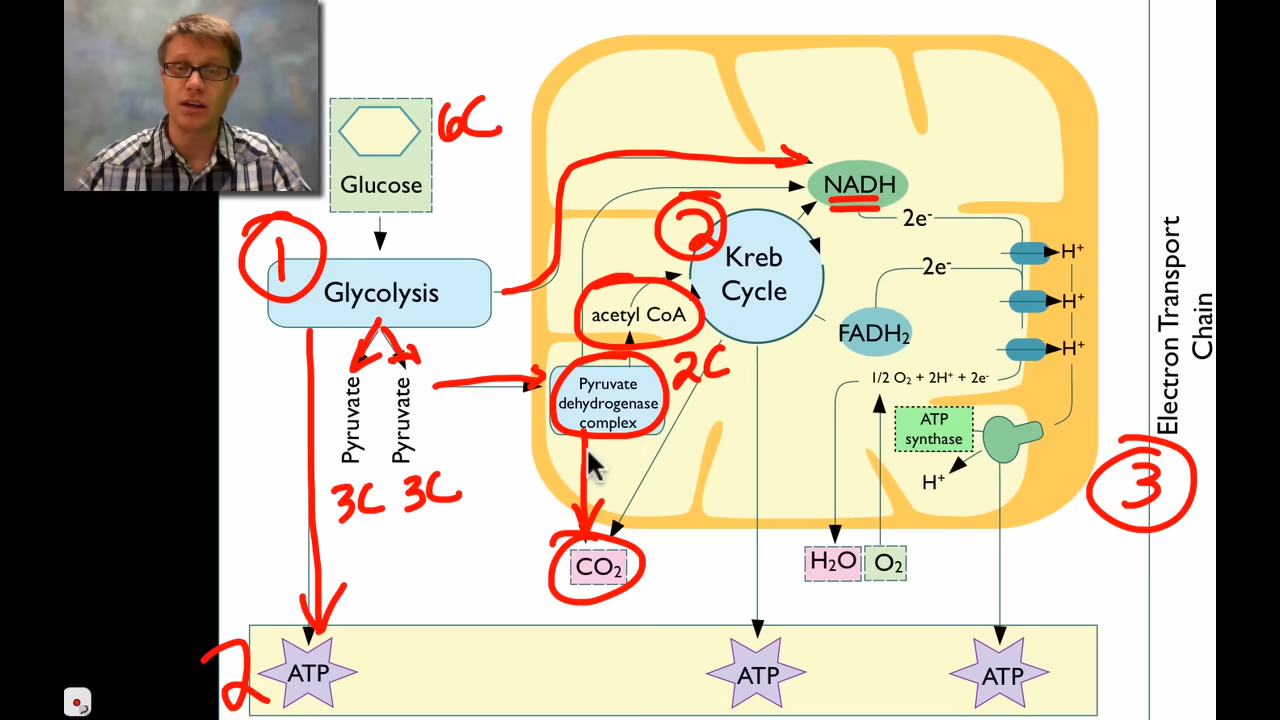 6C
Glucose
1
Glycolysis
Pyruvate
Pyruvate
3C
3C
2
Kreb
Cycle
acetyl CoA
Pyruvate
dehydrogenase
complex
2C
CO₂
NADH
2e⁻
2e⁻
FADH₂
H⁺
H⁺
H⁺
1/2 O₂ + 2H⁺ + 2e⁻
ATP
synthase
H⁺
H₂O
O₂
Electron Transport
Chain
3
2
ATP
ATP
ATP